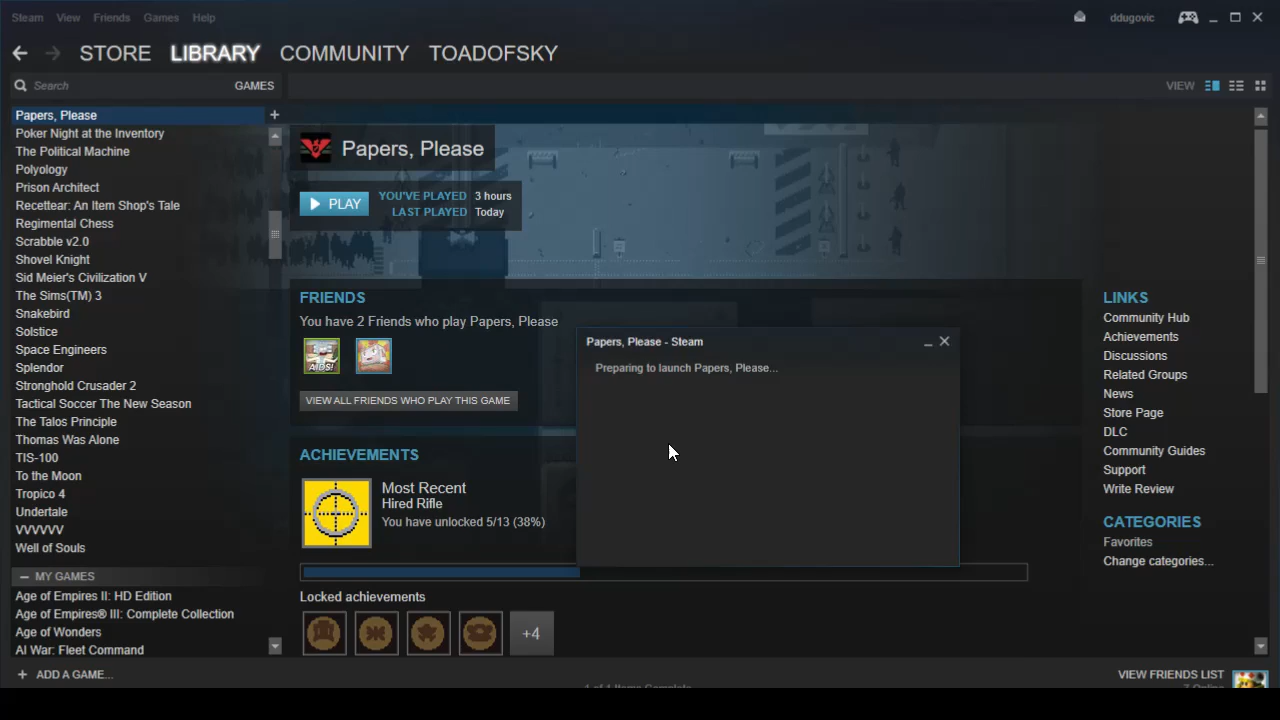 Steam View Friends Games Help
ddugovic
STORE LIBRARY COMMUNITY TOADOFSKY
Search GAMES
VIEW
Papers, Please +
Poker Night at the Inventory
The Political Machine
Polyology
Prison Architect
Recettear: An Item Shop's Tale
Regimental Chess
Scrabble v2.0
Shovel Knight
Sid Meier's Civilization V
The Sims(TM) 3
Snakebird
Solstice
Space Engineers
Splendor
Stronghold Crusader 2
Tactical Soccer The New Season
The Talos Principle
Thomas Was Alone
TIS-100
To the Moon
Tropico 4
Undertale
VVVVVV
Well of Souls
— MY GAMES
Age of Empires II: HD Edition
Age of Empires® III: Complete Collection
Age of Wonders
AI War: Fleet Command
+ ADD A GAME...
Papers, Please
PLAY
YOU'VE PLAYED 3 hours
LAST PLAYED Today
FRIENDS
You have 2 Friends who play Papers, Please
AIDS!
VIEW ALL FRIENDS WHO PLAY THIS GAME
ACHIEVEMENTS
Most Recent
Hired Rifle
You have unlocked 5/13 (38%)
Locked achievements
+4
Papers, Please - Steam
Preparing to launch Papers, Please...
LINKS
Community Hub
Achievements
Discussions
Related Groups
News
Store Page
DLC
Community Guides
Support
Write Review
CATEGORIES
Favorites
Change categories...
VIEW FRIENDS LIST